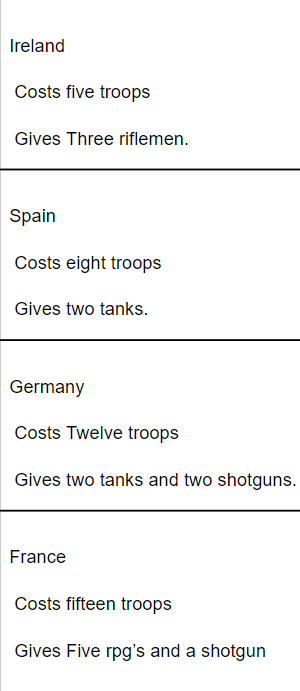 Ireland
Costs five troops
Gives Three riflemen.
Spain
Costs eight troops
Gives two tanks.
Germany
Costs Twelve troops
Gives two tanks and two shotguns.
France
Costs fifteen troops
Gives Five rpg’s and a shotgun